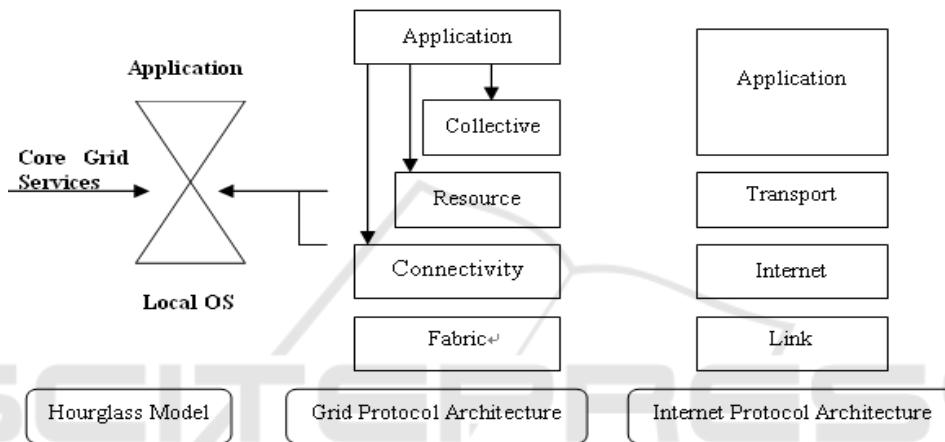 Application
Core Grid
Services
Local OS
Hourglass Model
Application
Collective
Resource
Connectivity
Fabric↵
Grid Protocol Architecture
Application
Transport
Internet
Link
Internet Protocol Architecture
SCITEPRESS